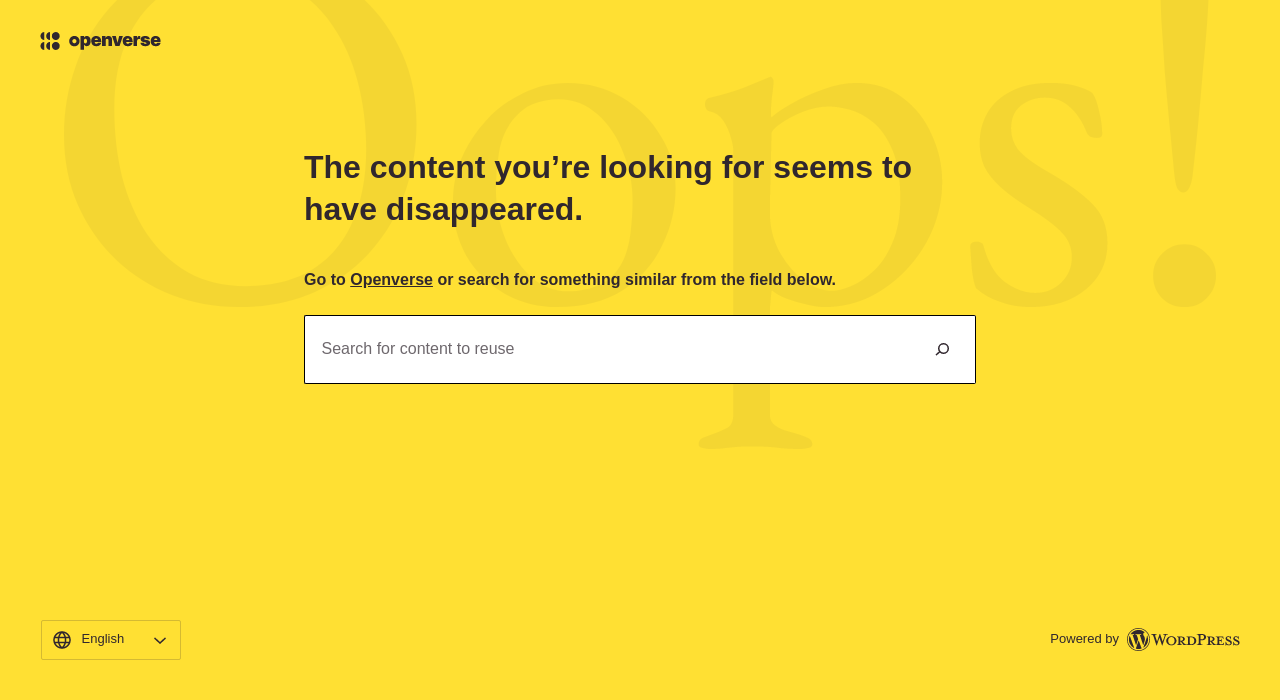 openverse
Oops!
The content you’re looking for seems to
have disappeared.
Go to Openverse or search for something similar from the field below.
Search for content to reuse
English
Powered by WordPress